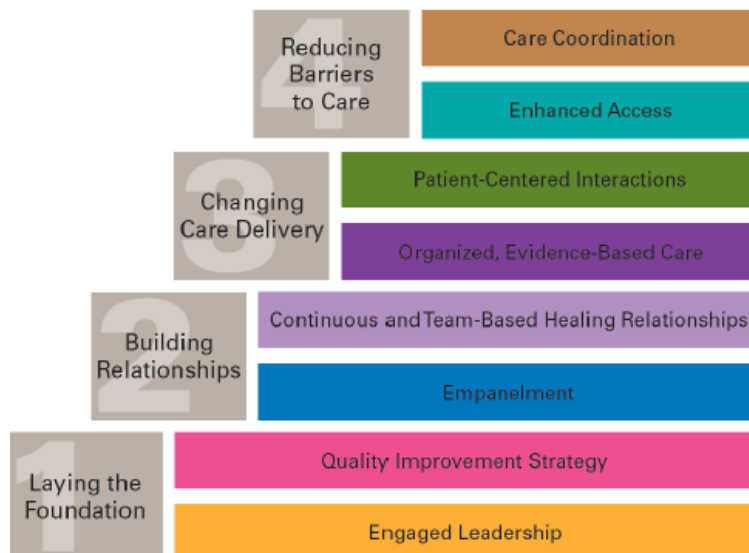 4
Reducing
Barriers
to Care
Care Coordination
Enhanced Access
3
Changing
Care Delivery
Patient-Centered Interactions
Organized, Evidence-Based Care
2
Building
Relationships
Continuous and Team-Based Healing Relationships
Empanelment
1
Laying the
Foundation
Quality Improvement Strategy
Engaged Leadership